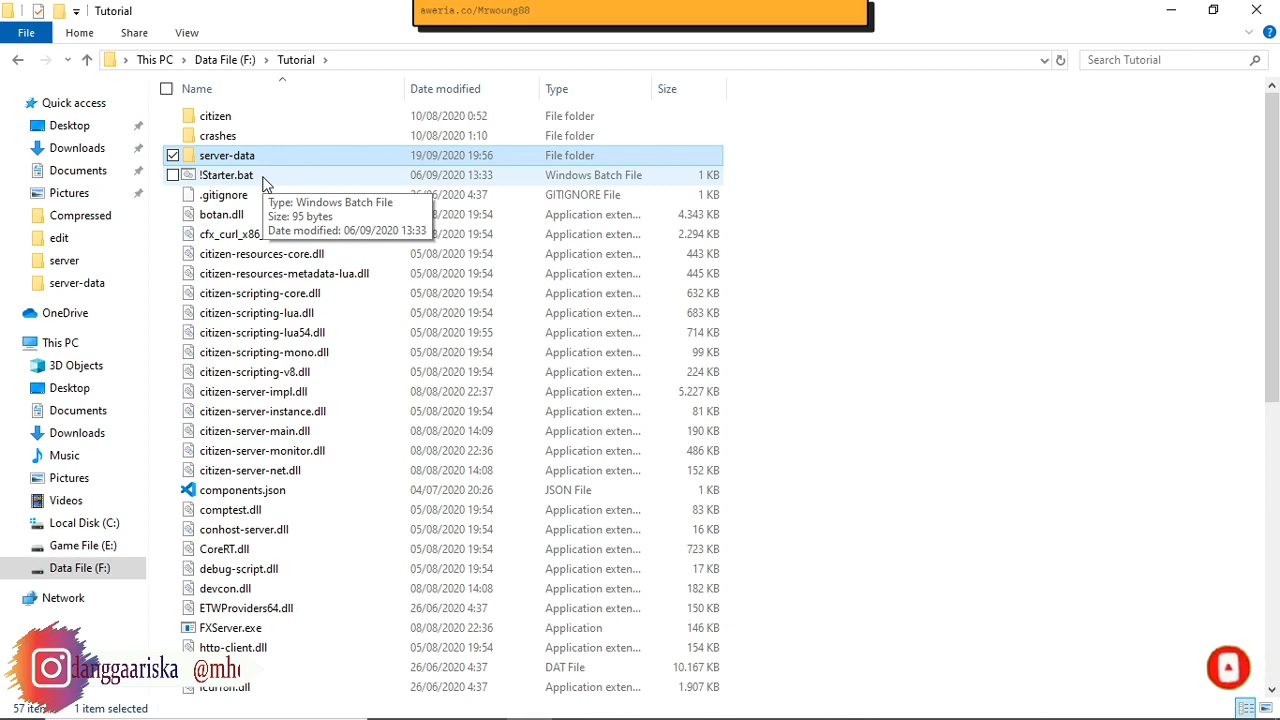 aweria.co/Mrwoung88
Tutorial
File Home Share View
This PC Data File (F:) Tutorial
Search Tutorial
Name Date modified Type Size
Quick access
Desktop
Downloads
Documents
Pictures
Compressed
edit
server
server-data
OneDrive
This PC
3D Objects
Desktop
Documents
Downloads
Music
Pictures
Videos
Local Disk (C:)
Game File (E:)
Data File (F:)
Network
citizen 10/08/2020 0:52 File folder
crashes 10/08/2020 1:10 File folder
server-data 19/09/2020 19:56 File folder
!Starter.bat 06/09/2020 13:33 Windows Batch File 1 KB
.gitignore /06/2020 4:37 GITIGNORE File 1 KB
botan.dll 08/2020 19:54 Application exten... 4.343 KB
cfx_curl_x86_ 08/2020 19:54 Application exten... 2.294 KB
Type: Windows Batch File
Size: 95 bytes
Date modified: 06/09/2020 13:33
citizen-resources-core.dll 05/08/2020 19:54 Application exten... 443 KB
citizen-resources-metadata-lua.dll 05/08/2020 19:54 Application exten... 445 KB
citizen-scripting-core.dll 05/08/2020 19:54 Application exten... 632 KB
citizen-scripting-lua.dll 05/08/2020 19:54 Application exten... 683 KB
citizen-scripting-lua54.dll 05/08/2020 19:55 Application exten... 714 KB
citizen-scripting-mono.dll 05/08/2020 19:54 Application exten... 99 KB
citizen-scripting-v8.dll 05/08/2020 19:54 Application exten... 224 KB
citizen-server-impl.dll 08/08/2020 22:37 Application exten... 5.227 KB
citizen-server-instance.dll 05/08/2020 19:54 Application exten... 81 KB
citizen-server-main.dll 08/08/2020 14:09 Application exten... 190 KB
citizen-server-monitor.dll 08/08/2020 22:36 Application exten... 486 KB
citizen-server-net.dll 08/08/2020 14:08 Application exten... 152 KB
components.json 04/07/2020 20:26 JSON File 1 KB
comptest.dll 05/08/2020 19:54 Application exten... 83 KB
conhost-server.dll 05/08/2020 19:54 Application exten... 16 KB
CoreRT.dll 05/08/2020 19:54 Application exten... 723 KB
debug-script.dll 05/08/2020 19:54 Application exten... 17 KB
devcon.dll 08/08/2020 14:08 Application exten... 182 KB
ETWProviders64.dll 26/06/2020 4:37 Application exten... 150 KB
FXServer.exe 08/08/2020 22:36 Application 146 KB
http-client.dll 05/08/2020 19:54 Application exten... 154 KB
26/06/2020 4:37 DAT File 10.167 KB
26/06/2020 4:37 Application exten... 1.907 KB
danggaariska @mh
57 items 1 item selected